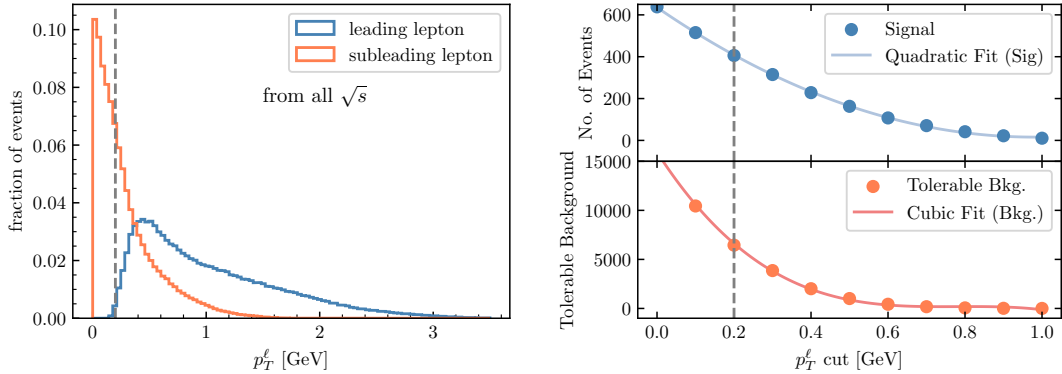 0.10
0.08
0.06
0.04
0.02
0.00
fraction of events
leading lepton
subleading lepton
from all √s
0
1
2
3
p_T^ℓ [GeV]
600
400
200
0
No. of Events
Signal
Quadratic Fit (Sig)
15000
10000
5000
0
Tolerable Background
Tolerable Bkg.
Cubic Fit (Bkg.)
0.0
0.2
0.4
0.6
0.8
1.0
p_T^ℓ cut [GeV]